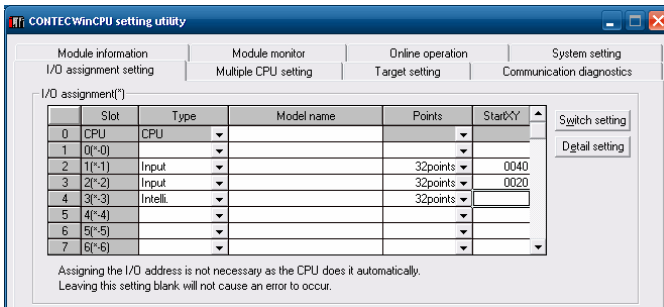 CONTECWinCPU setting utility
Module information Module monitor Online operation System setting
I/O assignment setting Multiple CPU setting Target setting Communication diagnostics
I/O assignment(*)
Slot Type Model name Points StartXY
0 CPU CPU
1 0(*-0)
2 1(*-1) Input 32points 0040
3 2(*-2) Input 32points 0020
4 3(*-3) Intelli. 32points
5 4(*-4)
6 5(*-5)
7 6(*-6)
Switch setting
Detail setting
Assigning the I/O address is not necessary as the CPU does it automatically.
Leaving this setting blank will not cause an error to occur.